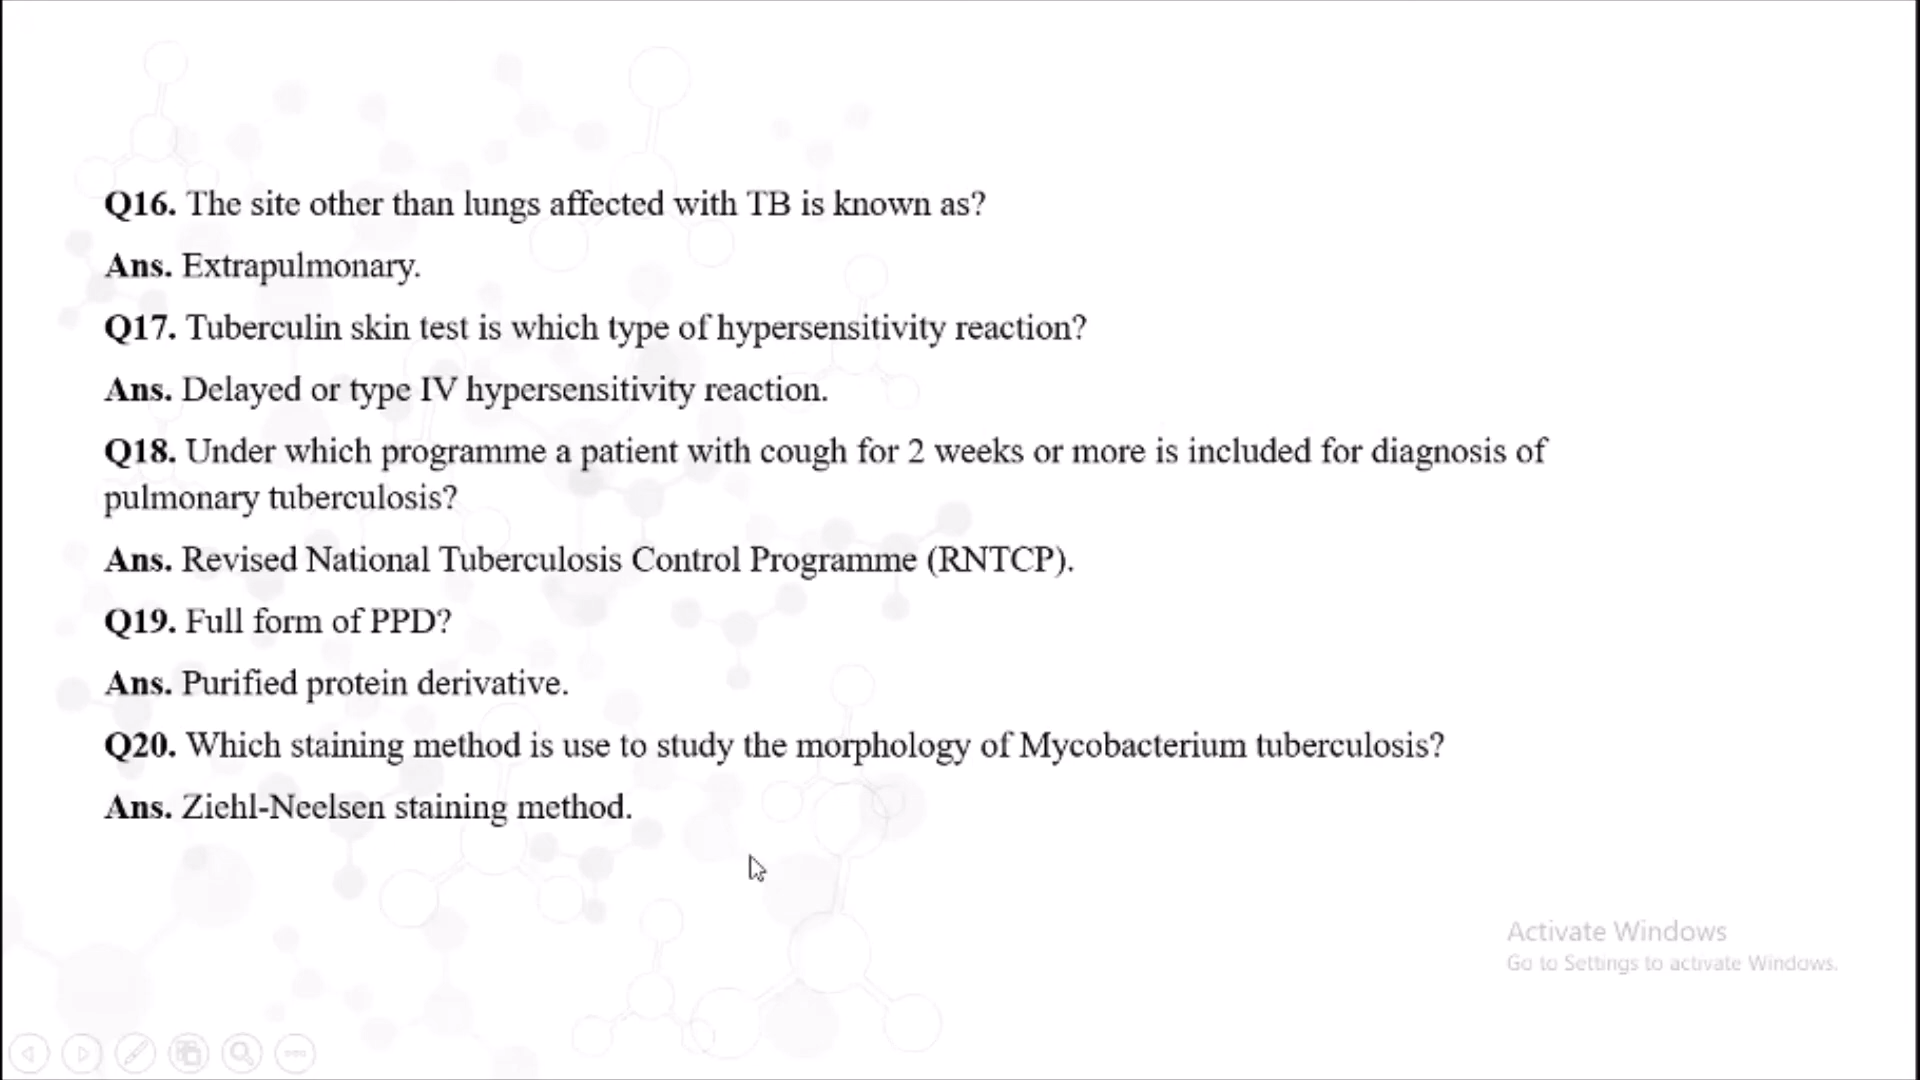 Q16. The site other than lungs affected with TB is known as?
Ans. Extrapulmonary.
Q17. Tuberculin skin test is which type of hypersensitivity reaction?
Ans. Delayed or type IV hypersensitivity reaction.
Q18. Under which programme a patient with cough for 2 weeks or more is included for diagnosis of
pulmonary tuberculosis?
Ans. Revised National Tuberculosis Control Programme (RNTCP).
Q19. Full form of PPD?
Ans. Purified protein derivative.
Q20. Which staining method is use to study the morphology of Mycobacterium tuberculosis?
Ans. Ziehl-Neelsen staining method.
Activate Windows
Go to Settings to activate Windows.